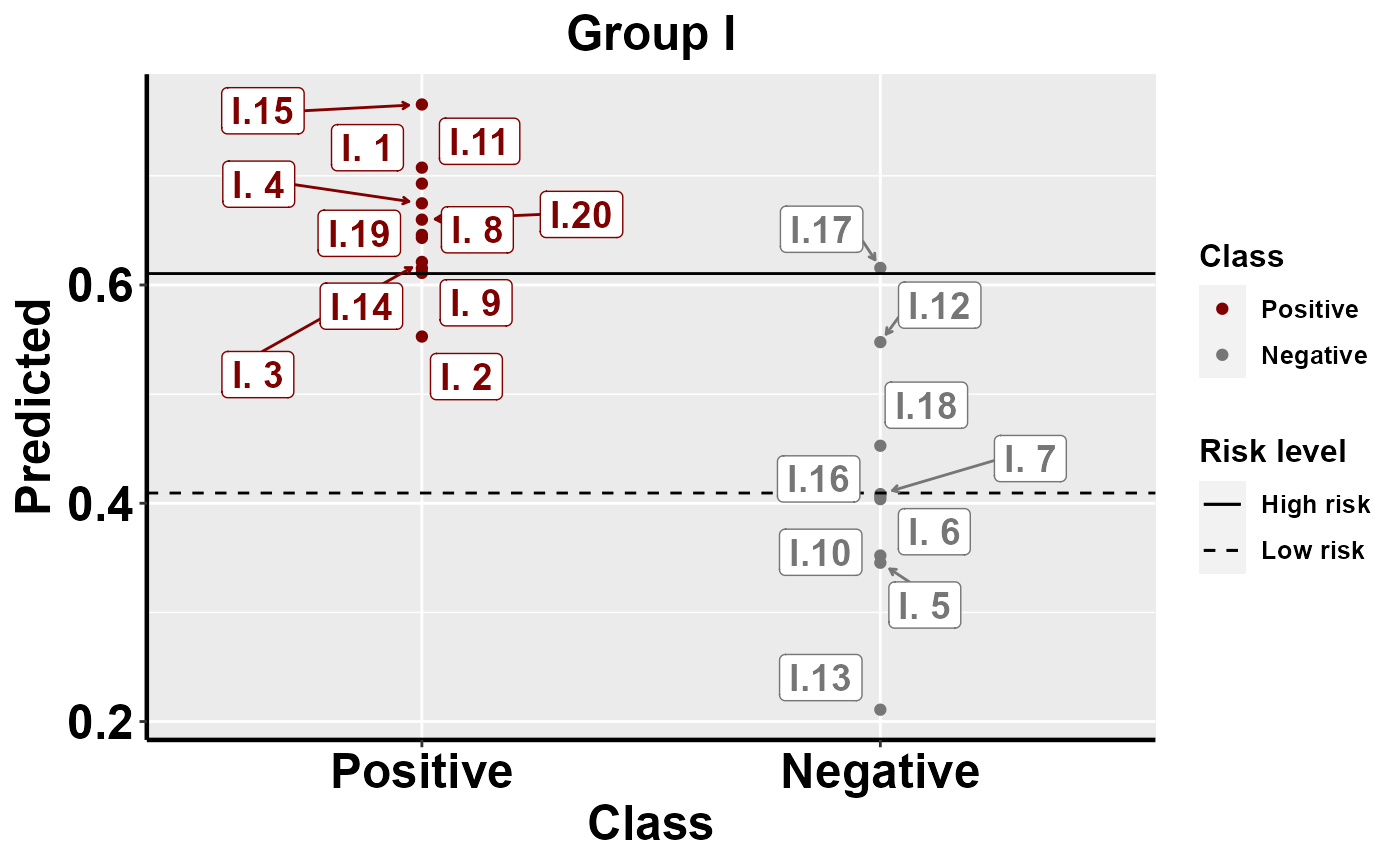 Group I
I.15
I. 1
I.11
I. 4
I.20
I.19
I. 8
I.17
I.14
I. 9
I.12
I. 3
I. 2
I.18
I. 7
I.16
I. 6
I.10
I. 5
I.13
0.6
0.4
0.2
Predicted
Positive
Negative
Class
Class
Positive
Negative
Risk level
High risk
Low risk